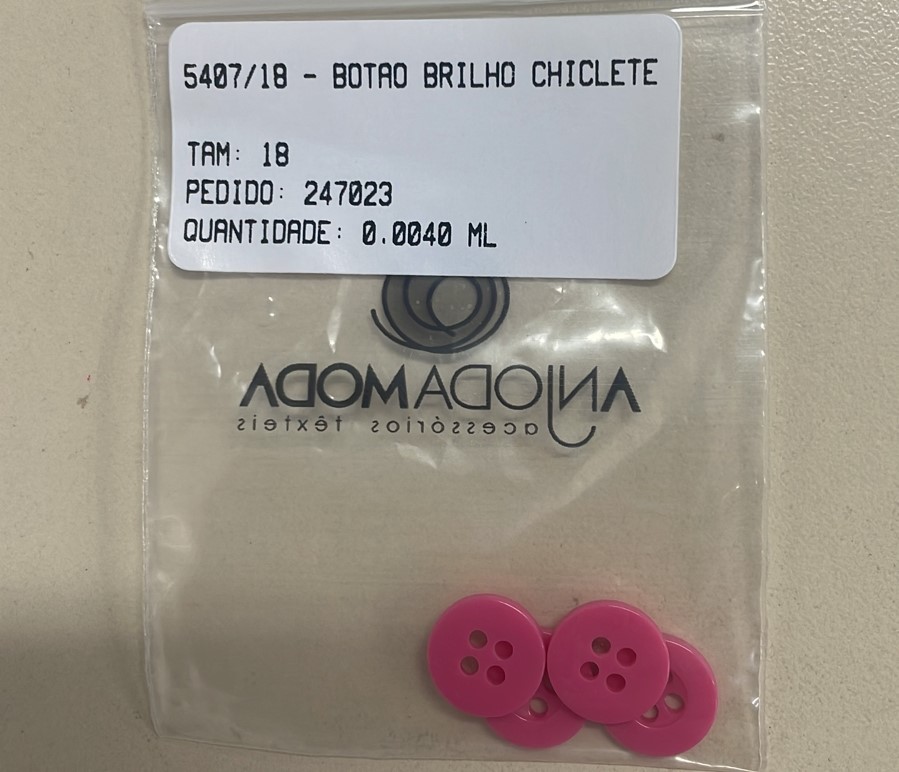 5407/18 - BOTAO BRILHO CHICLETE
TAM: 18
PEDIDO: 247023
QUANTIDADE: 0.0040 ML
ANJODAMODA
acessórios têxteis